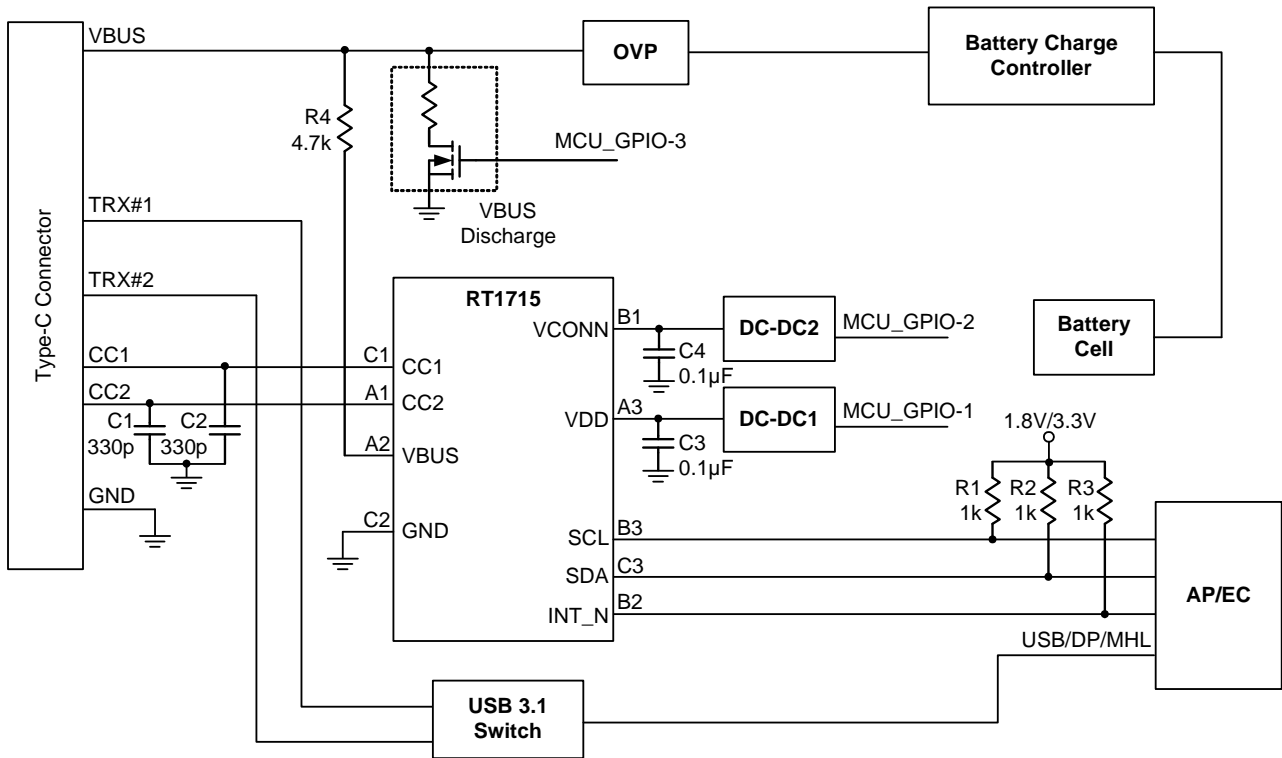 VBUS
OVP
Battery Charge
Controller
R4
4.7k
MCU_GPIO-3
VBUS
Discharge
Type-C Connector
TRX#1
TRX#2
RT1715
VCONN
B1
DC-DC2
MCU_GPIO-2
Battery
Cell
C4
0.1µF
CC1
C1
CC1
CC2
A1
CC2
VDD
A3
DC-DC1
MCU_GPIO-1
C3
0.1µF
1.8V/3.3V
C1
330p
C2
330p
A2
VBUS
GND
C2
GND
R1
1k
R2
1k
R3
1k
SCL
B3
SDA
C3
INT_N
B2
AP/EC
USB/DP/MHL
USB 3.1
Switch